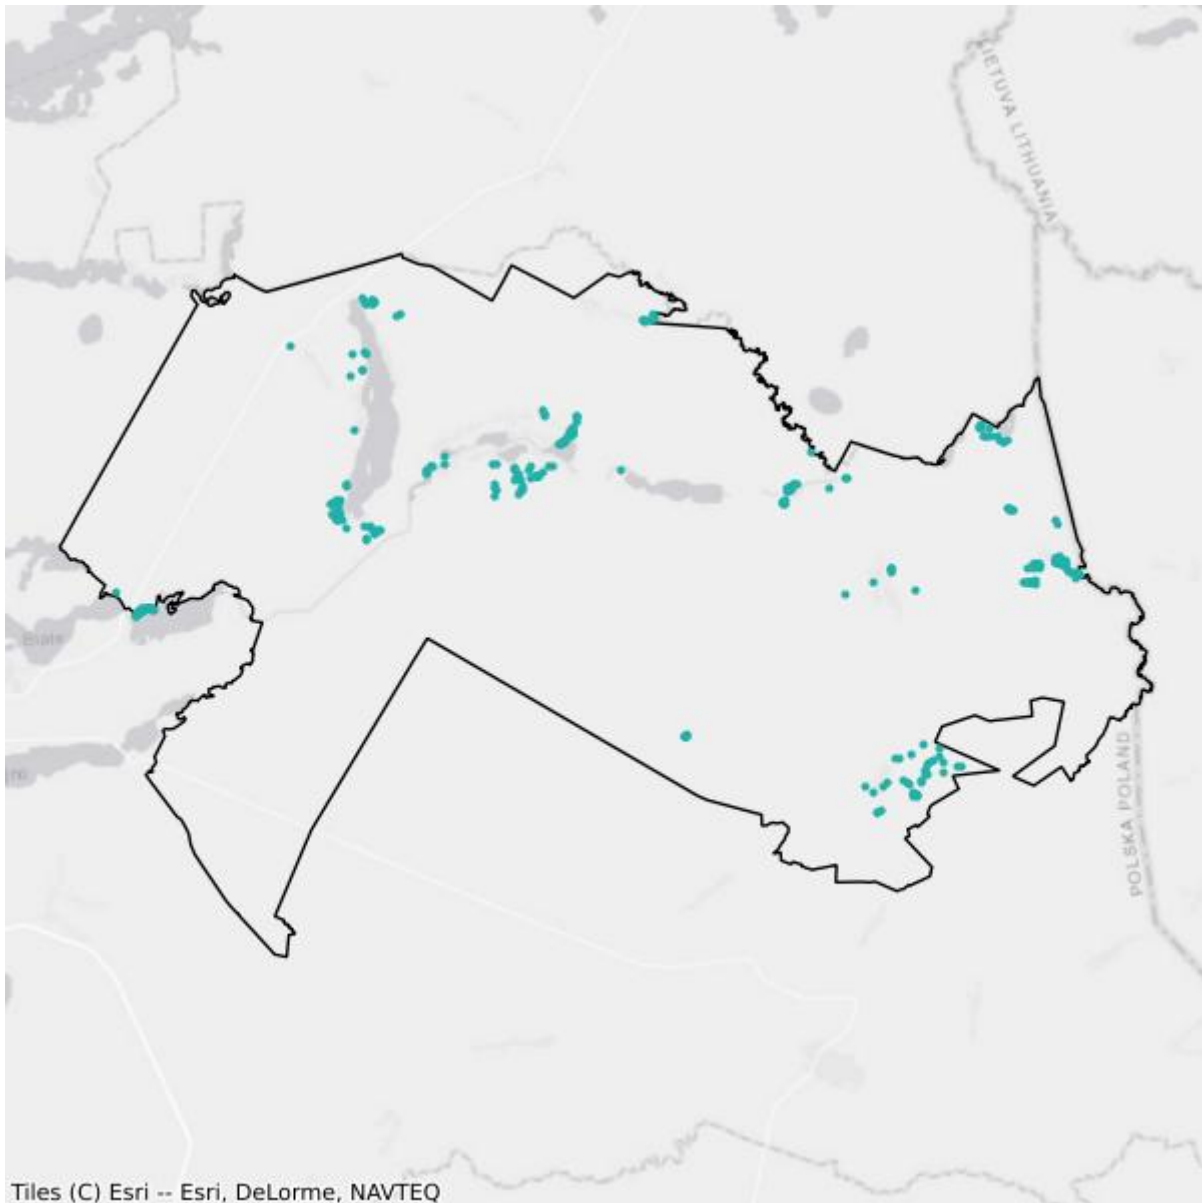 LIETUVA LITHUANIA
POLSKA POLAND
Tiles (C) Esri -- Esri, DeLorme, NAVTEQ